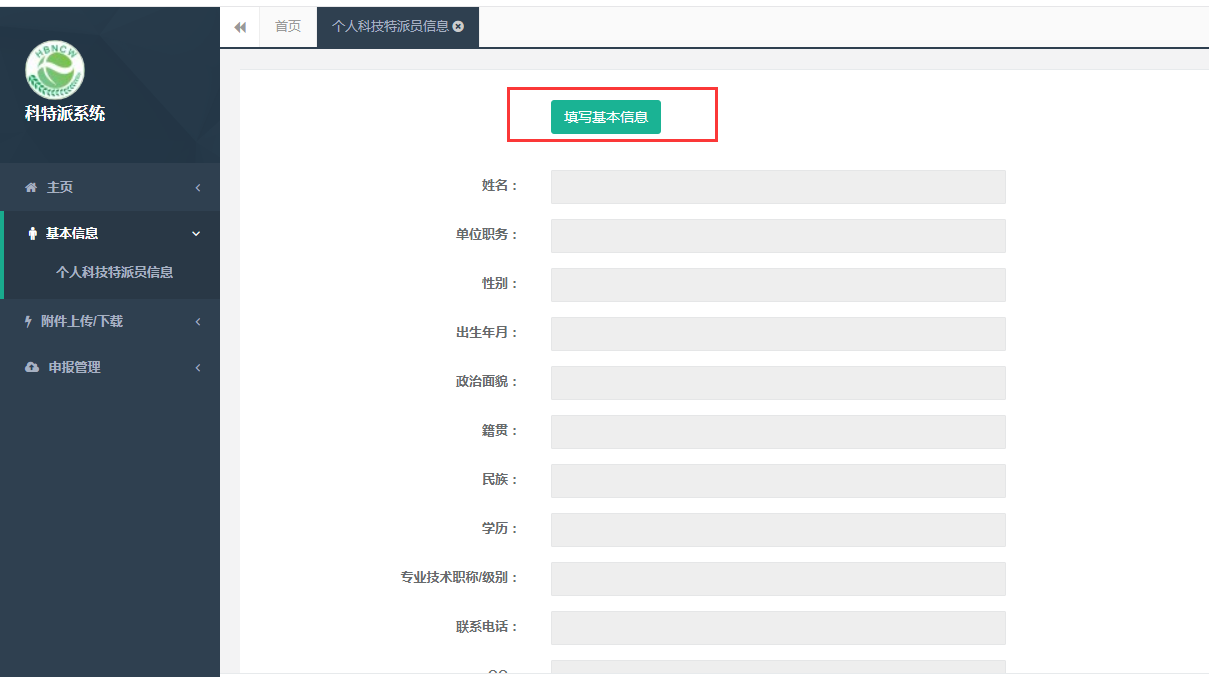 首页
个人科技特派员信息
HBNCW
科特派系统
主页
基本信息
个人科技特派员信息
附件上传/下载
申报管理
填写基本信息
姓名：
单位职务：
性别：
出生年月：
政治面貌：
籍贯：
民族：
学历：
专业技术职称/级别：
联系电话：